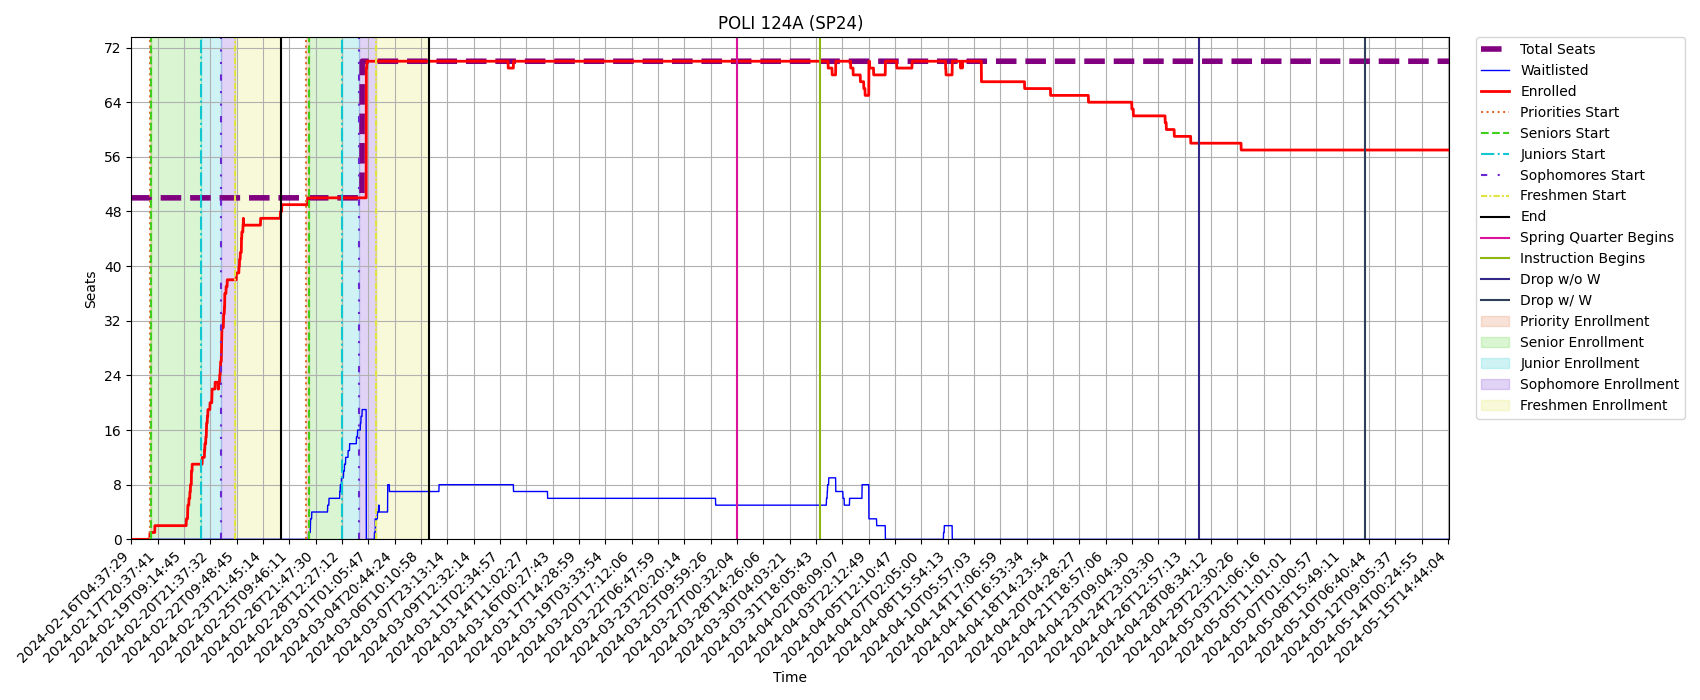 POLI 124A (SP24)
Seats
72
64
56
48
40
32
24
16
8
0
2024-02-16T04:37:29
2024-02-17T20:37:41
2024-02-19T09:14:45
2024-02-20T21:37:32
2024-02-22T09:48:45
2024-02-23T21:45:14
2024-02-25T09:46:11
2024-02-26T21:47:30
2024-02-28T12:27:12
2024-03-01T01:05:47
2024-03-04T20:44:24
2024-03-06T10:10:58
2024-03-07T23:13:14
2024-03-09T12:32:14
2024-03-11T02:34:57
2024-03-14T11:02:27
2024-03-16T00:27:43
2024-03-17T14:28:59
2024-03-19T03:33:54
2024-03-20T17:12:06
2024-03-22T06:47:59
2024-03-23T20:20:14
2024-03-25T09:59:26
2024-03-27T00:32:04
2024-03-28T14:26:06
2024-03-30T04:03:21
2024-03-31T18:05:43
2024-04-02T08:09:07
2024-04-03T22:12:49
2024-04-05T12:10:47
2024-04-07T02:05:00
2024-04-08T15:54:13
2024-04-10T05:57:03
2024-04-14T17:06:59
2024-04-16T16:53:34
2024-04-18T14:23:54
2024-04-20T04:28:27
2024-04-21T18:57:06
2024-04-23T09:04:30
2024-04-24T23:03:30
2024-04-26T12:57:13
2024-04-28T08:34:12
2024-04-29T22:30:26
2024-05-03T21:06:16
2024-05-05T11:01:01
2024-05-07T01:00:57
2024-05-08T15:49:11
2024-05-10T06:40:44
2024-05-12T09:05:37
2024-05-14T00:24:55
2024-05-15T14:44:04
Time
Total Seats
Waitlisted
Enrolled
Priorities Start
Seniors Start
Juniors Start
Sophomores Start
Freshmen Start
End
Spring Quarter Begins
Instruction Begins
Drop w/o W
Drop w/ W
Priority Enrollment
Senior Enrollment
Junior Enrollment
Sophomore Enrollment
Freshmen Enrollment